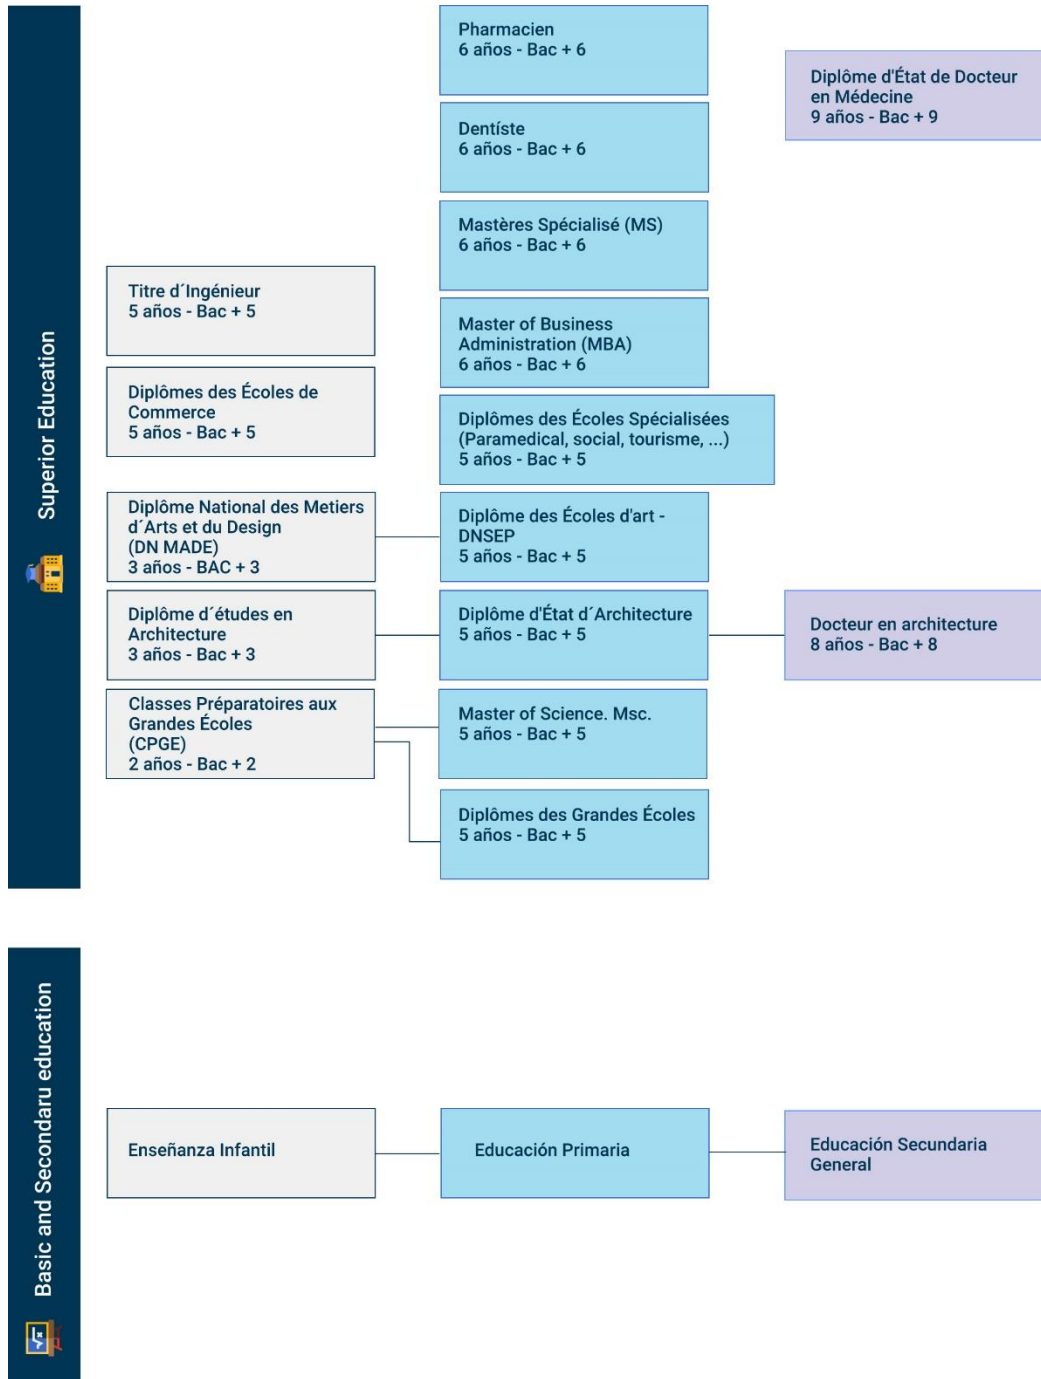 Superior Education
Pharmacien
6 años - Bac + 6
Diplôme d'État de Docteur
en Médecine
9 años - Bac + 9
Dentíste
6 años - Bac + 6
Mastères Spécialisé (MS)
6 años - Bac + 6
Titre d´Ingénieur
5 años - Bac + 5
Master of Business
Administration (MBA)
6 años - Bac + 6
Diplômes des Écoles de
Commerce
5 años - Bac + 5
Diplômes des Écoles Spécialisées
(Paramedical, social, tourisme, ...)
5 años - Bac + 5
Diplôme National des Metiers
d´Arts et du Design
(DN MADE)
3 años - BAC + 3
Diplôme des Écoles d'art -
DNSEP
5 años - Bac + 5
Diplôme d´études en
Architecture
3 años - Bac + 3
Diplôme d'État d´Architecture
5 años - Bac + 5
Docteur en architecture
8 años - Bac + 8
Classes Préparatoires aux
Grandes Écoles
(CPGE)
2 años - Bac + 2
Master of Science. Msc.
5 años - Bac + 5
Diplômes des Grandes Écoles
5 años - Bac + 5
Basic and Secondaru education
Enseñanza Infantil
Educación Primaria
Educación Secundaria
General